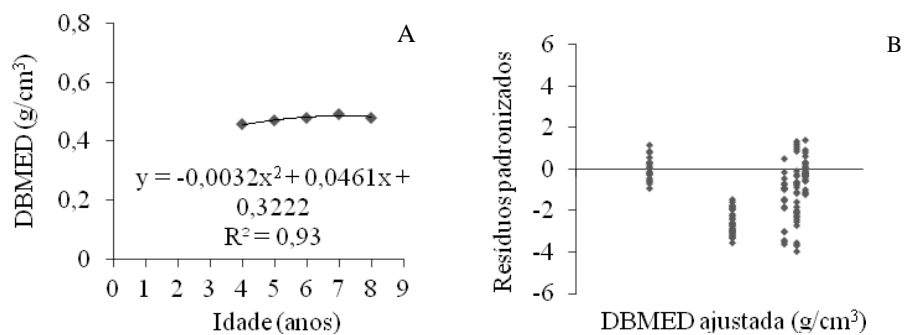 A
DBMED (g/cm³)
0,8
0,6
0,4
0,2
0
y = -0,0032x² + 0,0461x +
0,3222
R² = 0,93
0 1 2 3 4 5 6 7 8 9
Idade (anos)
B
Resíduos padronizados
6
4
2
0
-2
-4
-6
DBMED ajustada (g/cm³)